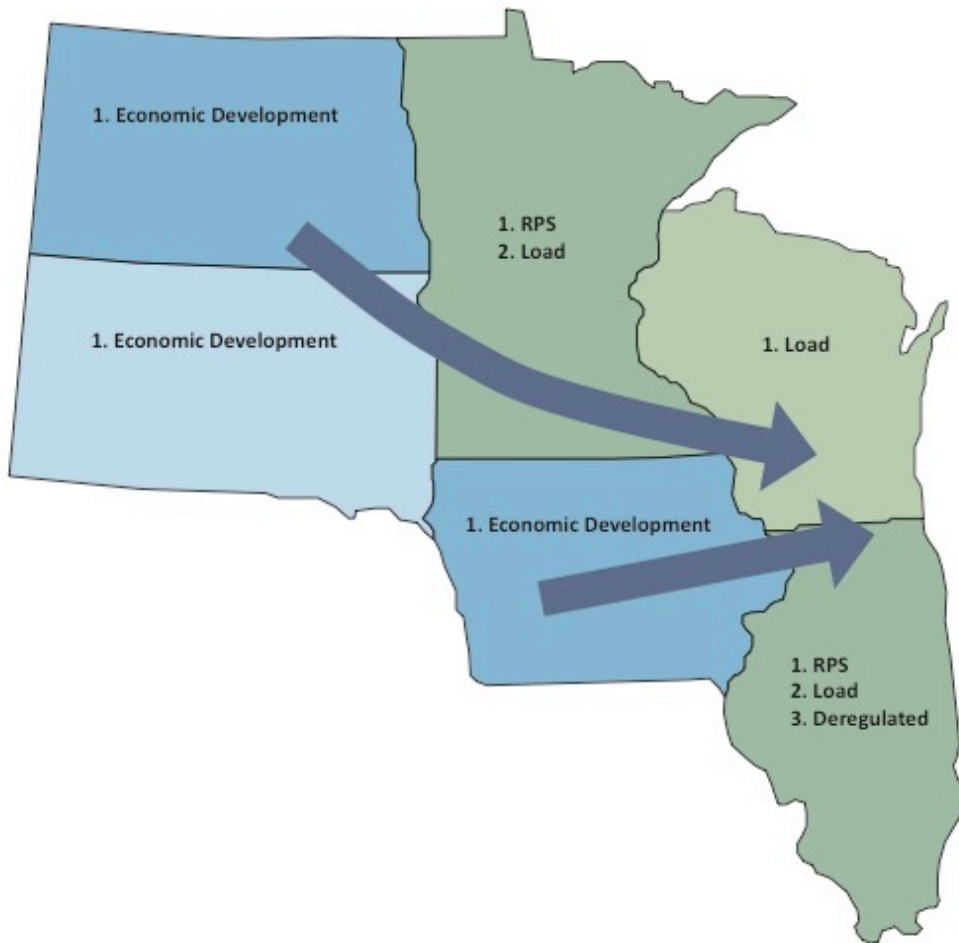 1. Economic Development
1. RPS
2. Load
1. Economic Development
1. Load
1. Economic Development
1. RPS
2. Load
3. Deregulated